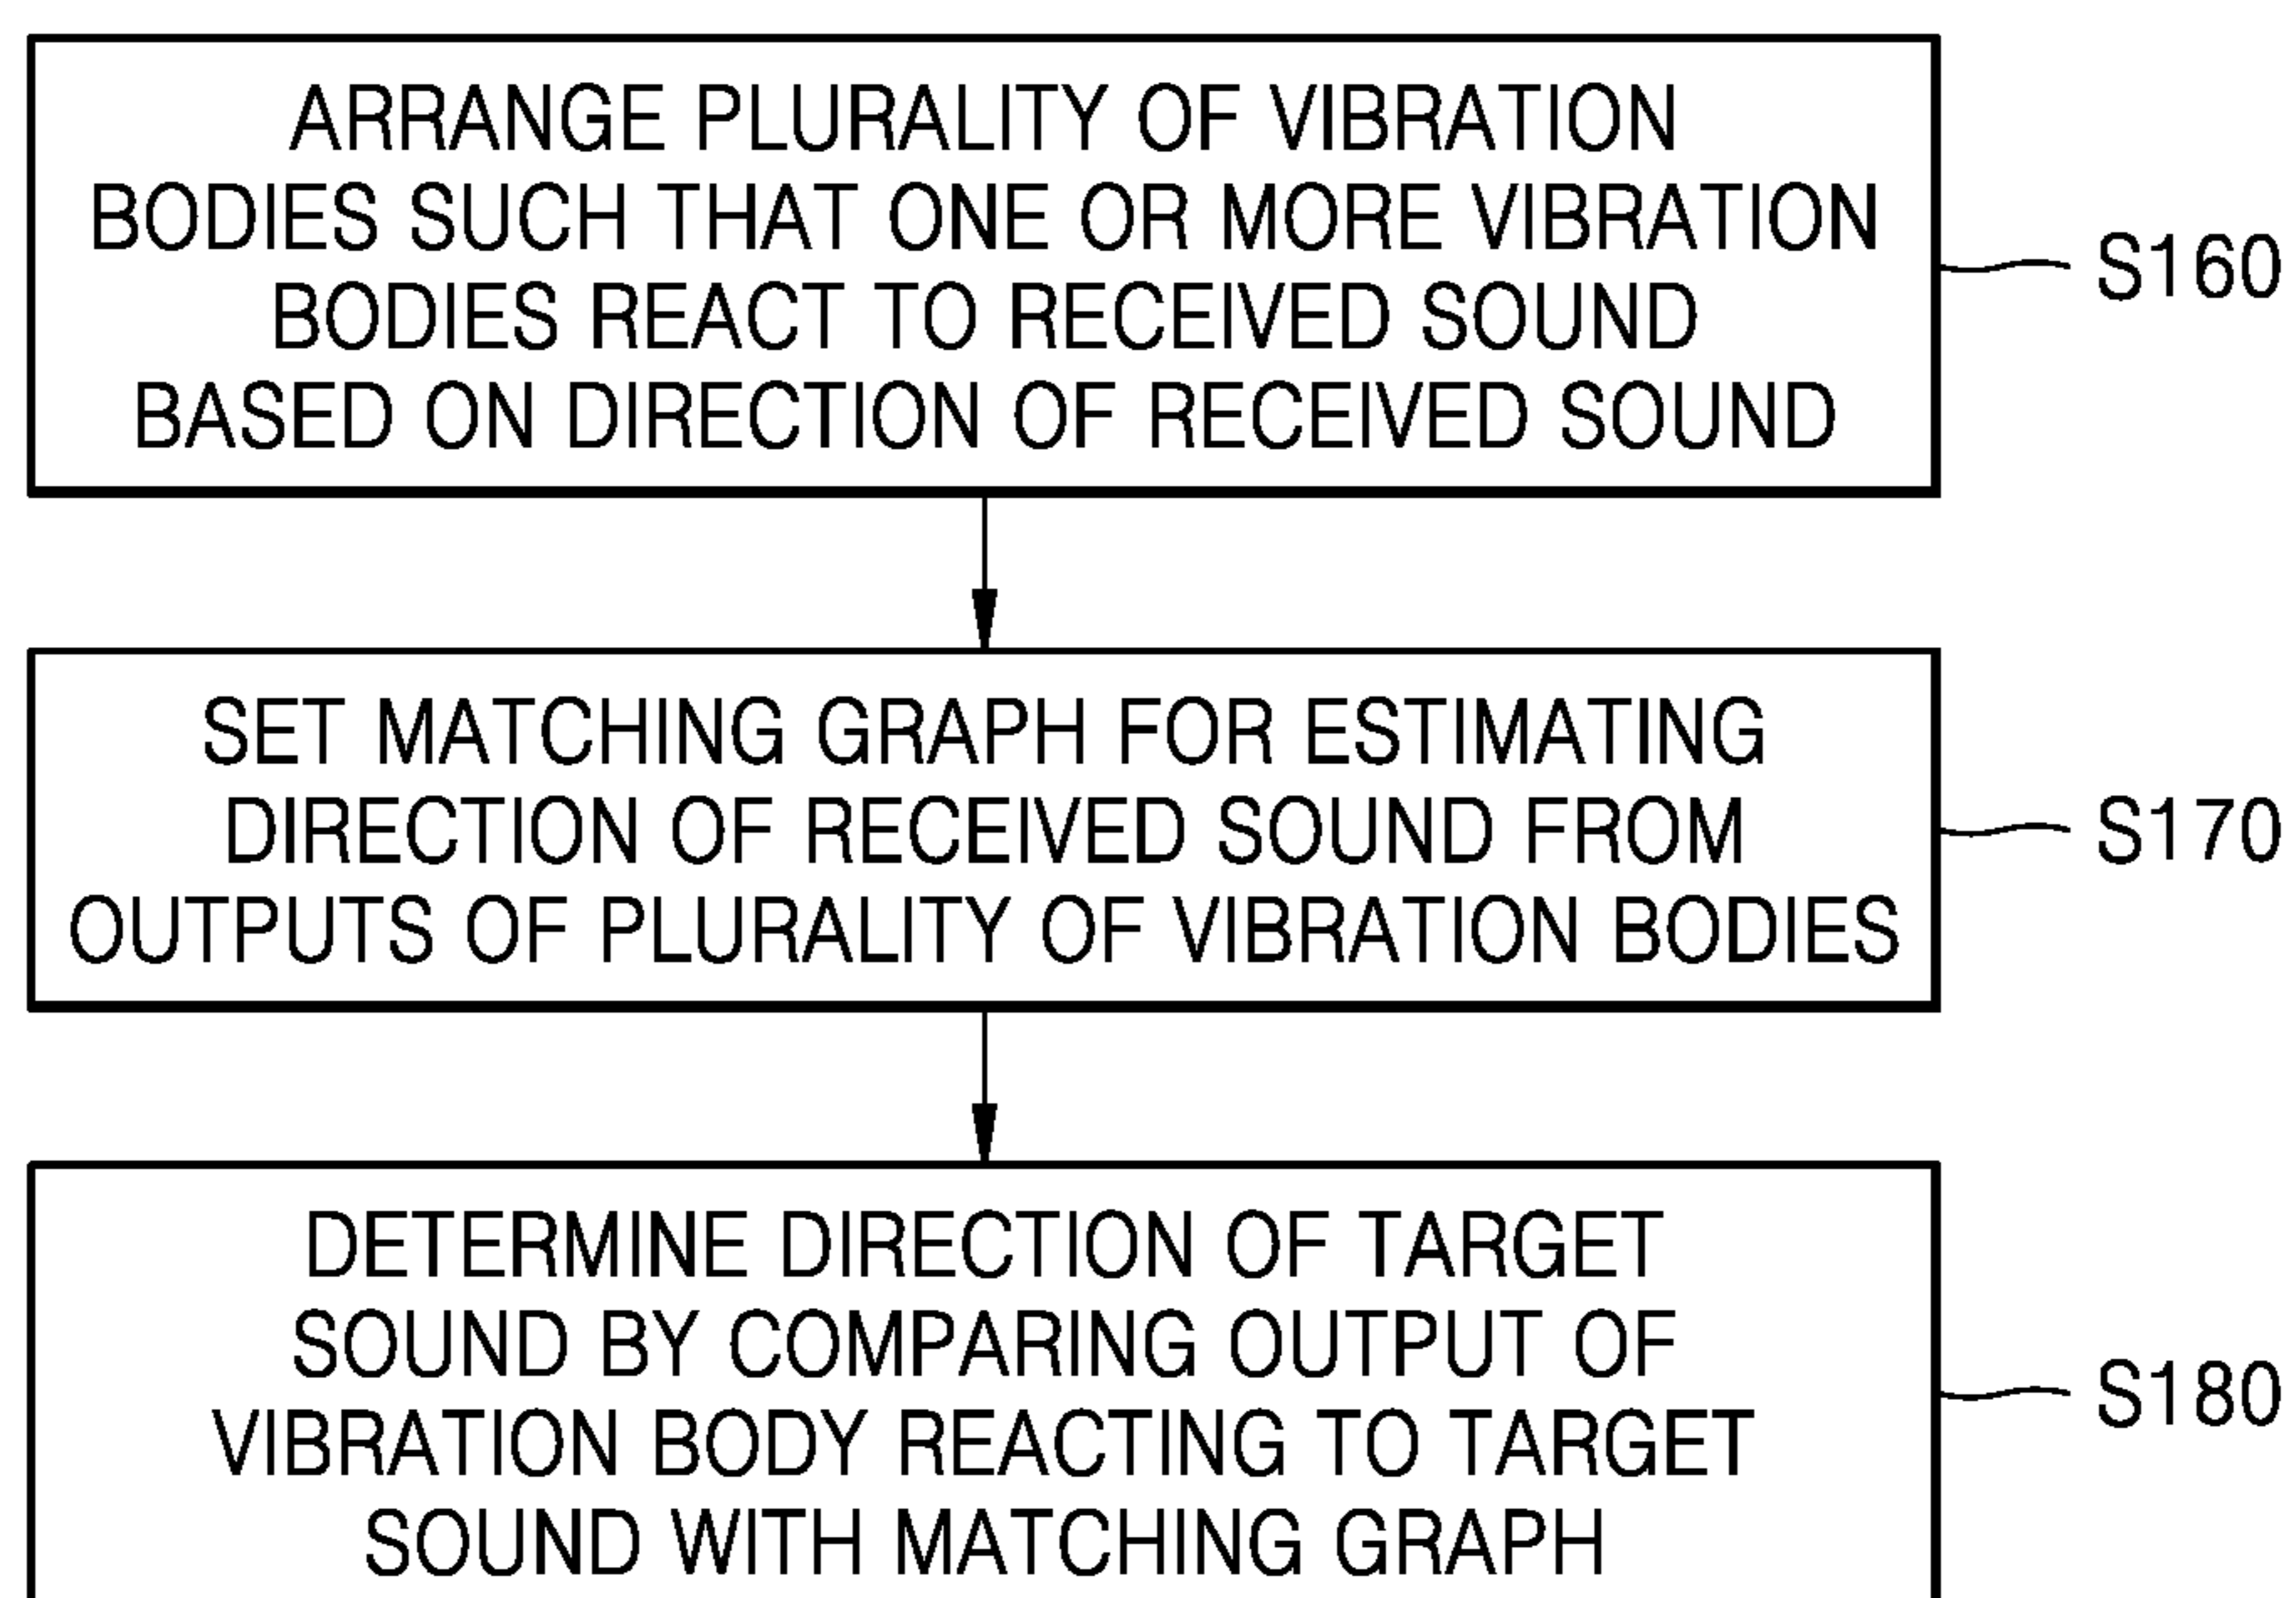 ARRANGE PLURALITY OF VIBRATION
BODIES SUCH THAT ONE OR MORE VIBRATION
BODIES REACT TO RECEIVED SOUND
BASED ON DIRECTION OF RECEIVED SOUND
S160
SET MATCHING GRAPH FOR ESTIMATING
DIRECTION OF RECEIVED SOUND FROM
OUTPUTS OF PLURALITY OF VIBRATION BODIES
S170
DETERMINE DIRECTION OF TARGET
SOUND BY COMPARING OUTPUT OF
VIBRATION BODY REACTING TO TARGET
SOUND WITH MATCHING GRAPH
S180